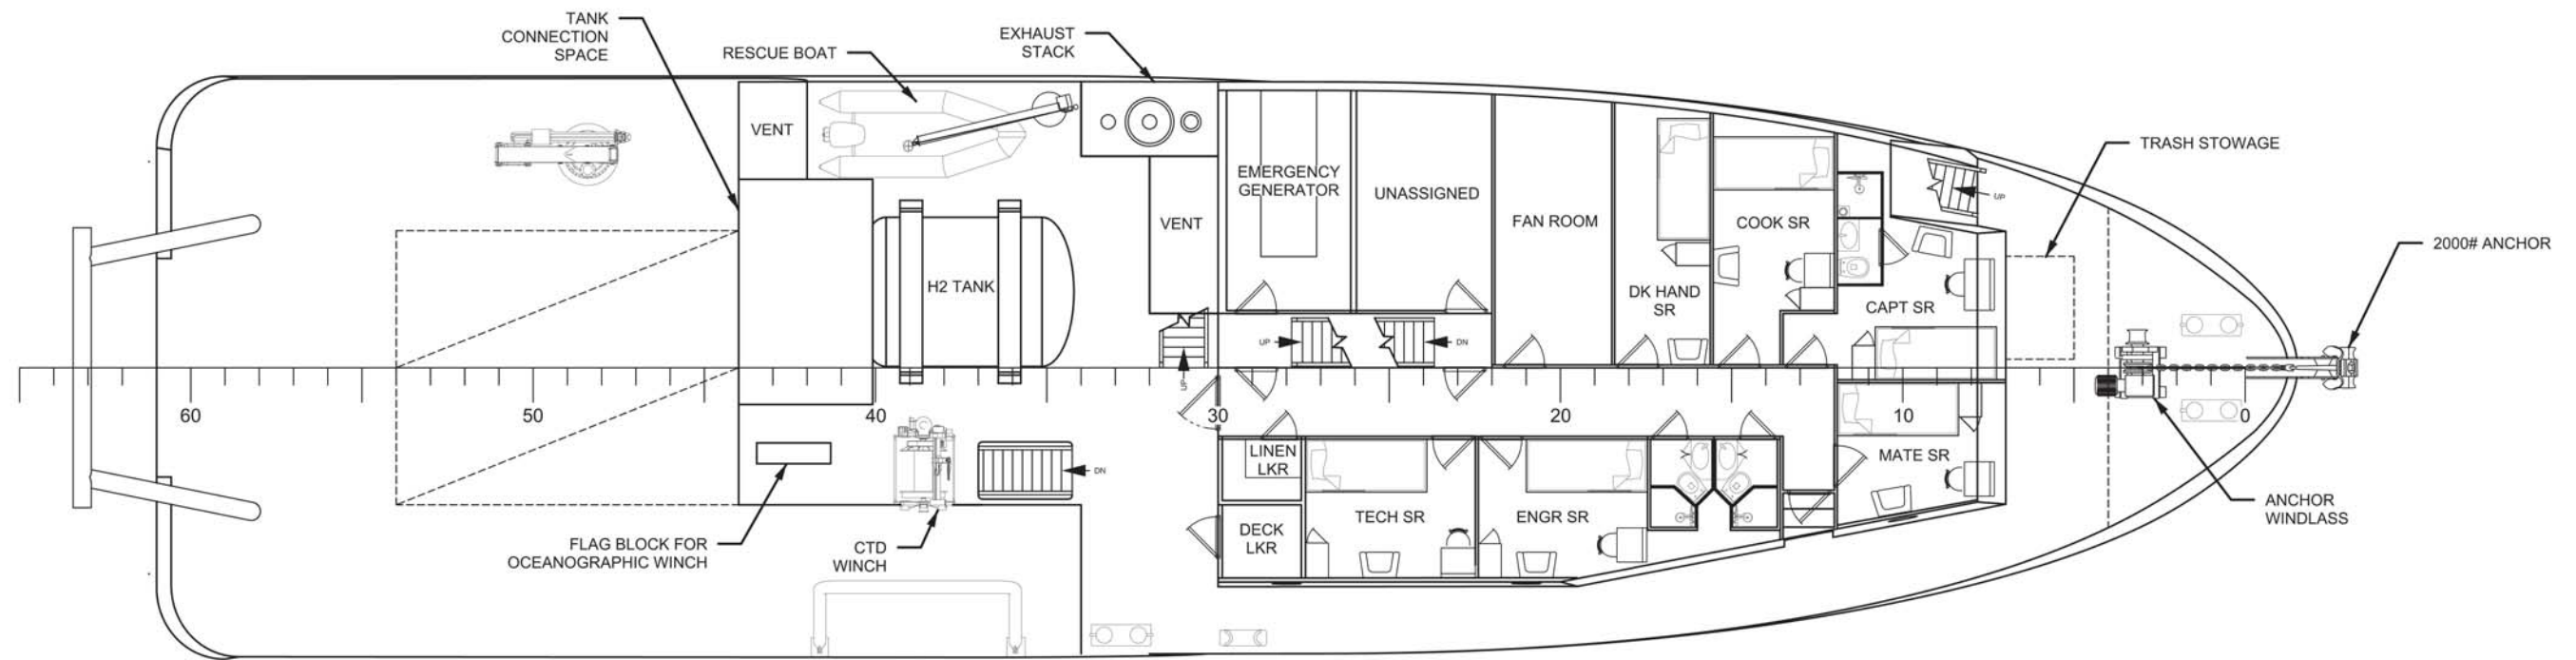 TANK
CONNECTION
SPACE
RESCUE BOAT
EXHAUST
STACK
VENT
EMERGENCY
GENERATOR
UNASSIGNED
FAN ROOM
COOK SR
UP
TRASH STOWAGE
2000# ANCHOR
VENT
H2 TANK
DK HAND
SR
CAPT SR
UP
DN
UP
60
50
40
30
20
10
0
LINEN
LKR
MATE SR
DN
DECK
LKR
TECH SR
ENGR SR
ANCHOR
WINDLASS
FLAG BLOCK FOR
OCEANOGRAPHIC WINCH
CTD
WINCH